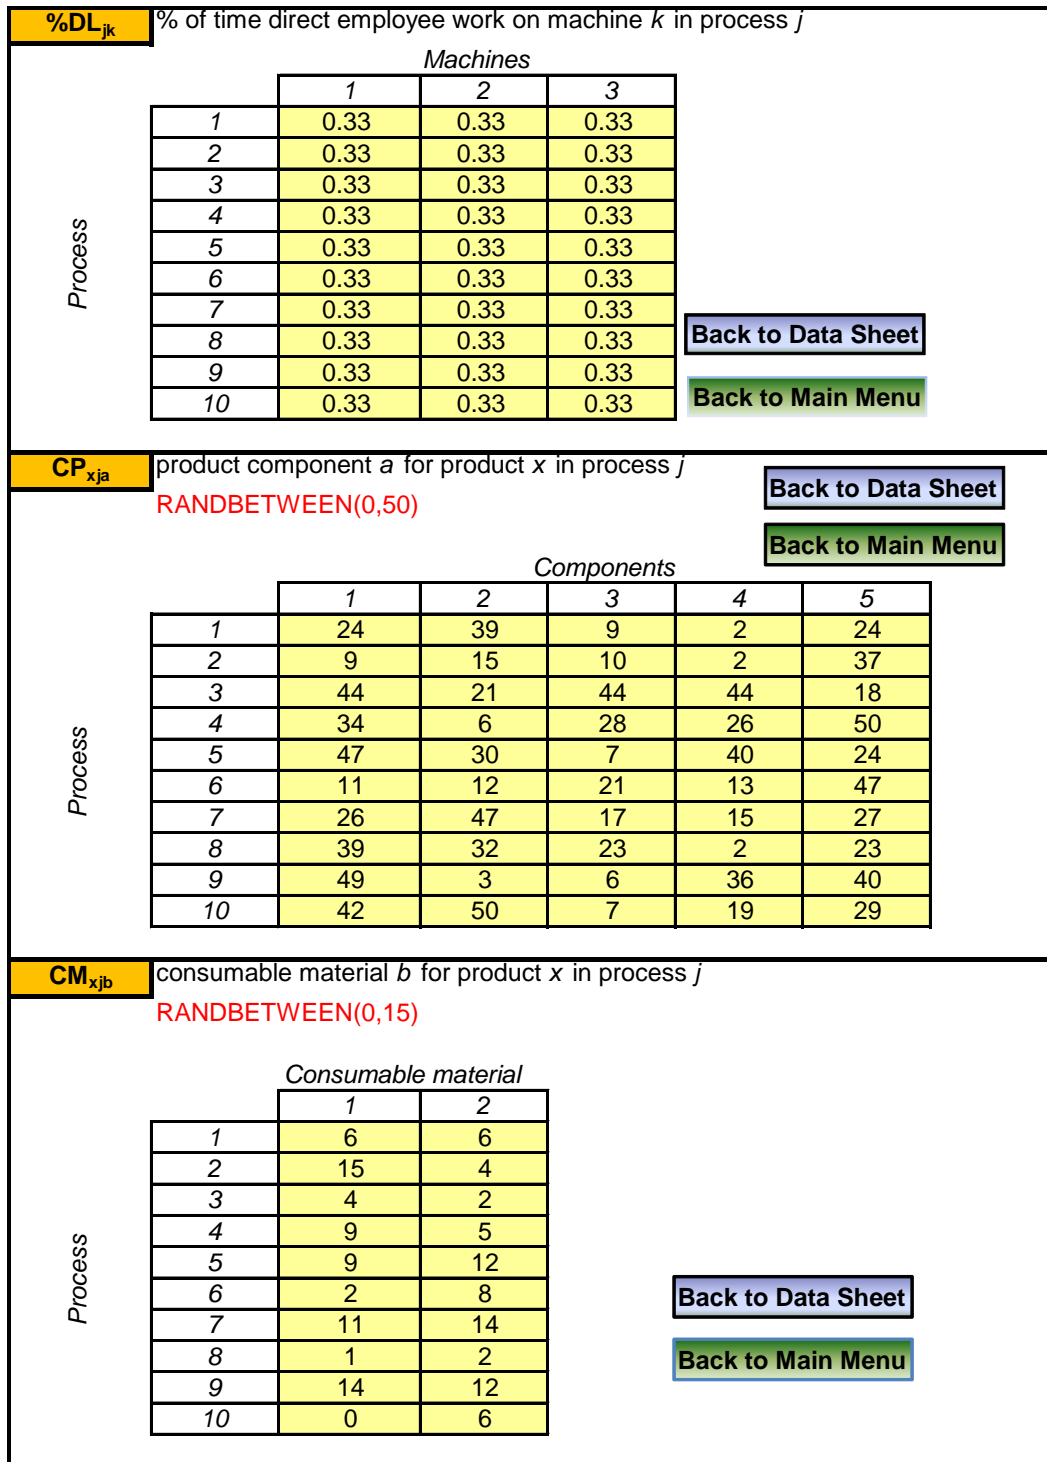 %DLjk % of time direct employee work on machine k in process j
Machines
1 2 3
1 0.33 0.33 0.33
2 0.33 0.33 0.33
3 0.33 0.33 0.33
4 0.33 0.33 0.33
5 0.33 0.33 0.33
6 0.33 0.33 0.33
7 0.33 0.33 0.33
8 0.33 0.33 0.33
9 0.33 0.33 0.33
10 0.33 0.33 0.33
Process
Back to Data Sheet
Back to Main Menu
CPxja product component a for product x in process j
RANDBETWEEN(0,50)
Back to Data Sheet
Back to Main Menu
Components
1 2 3 4 5
1 24 39 9 2 24
2 9 15 10 2 37
3 44 21 44 44 18
4 34 6 28 26 50
5 47 30 7 40 24
6 11 12 21 13 47
7 26 47 17 15 27
8 39 32 23 2 23
9 49 3 6 36 40
10 42 50 7 19 29
Process
CMxjb consumable material b for product x in process j
RANDBETWEEN(0,15)
Consumable material
1 2
1 6 6
2 15 4
3 4 2
4 9 5
5 9 12
6 2 8
7 11 14
8 1 2
9 14 12
10 0 6
Process
Back to Data Sheet
Back to Main Menu